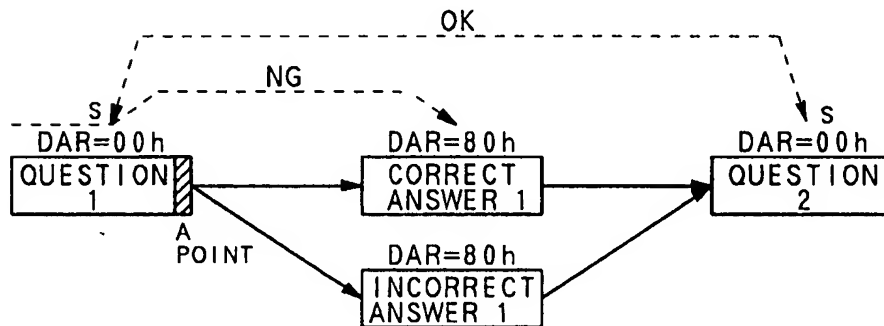 OK
NG
S
S
DAR=00h
DAR=80h
DAR=00h
QUESTION
1
CORRECT
ANSWER 1
QUESTION
2
A
POINT
DAR=80h
INCORRECT
ANSWER 1